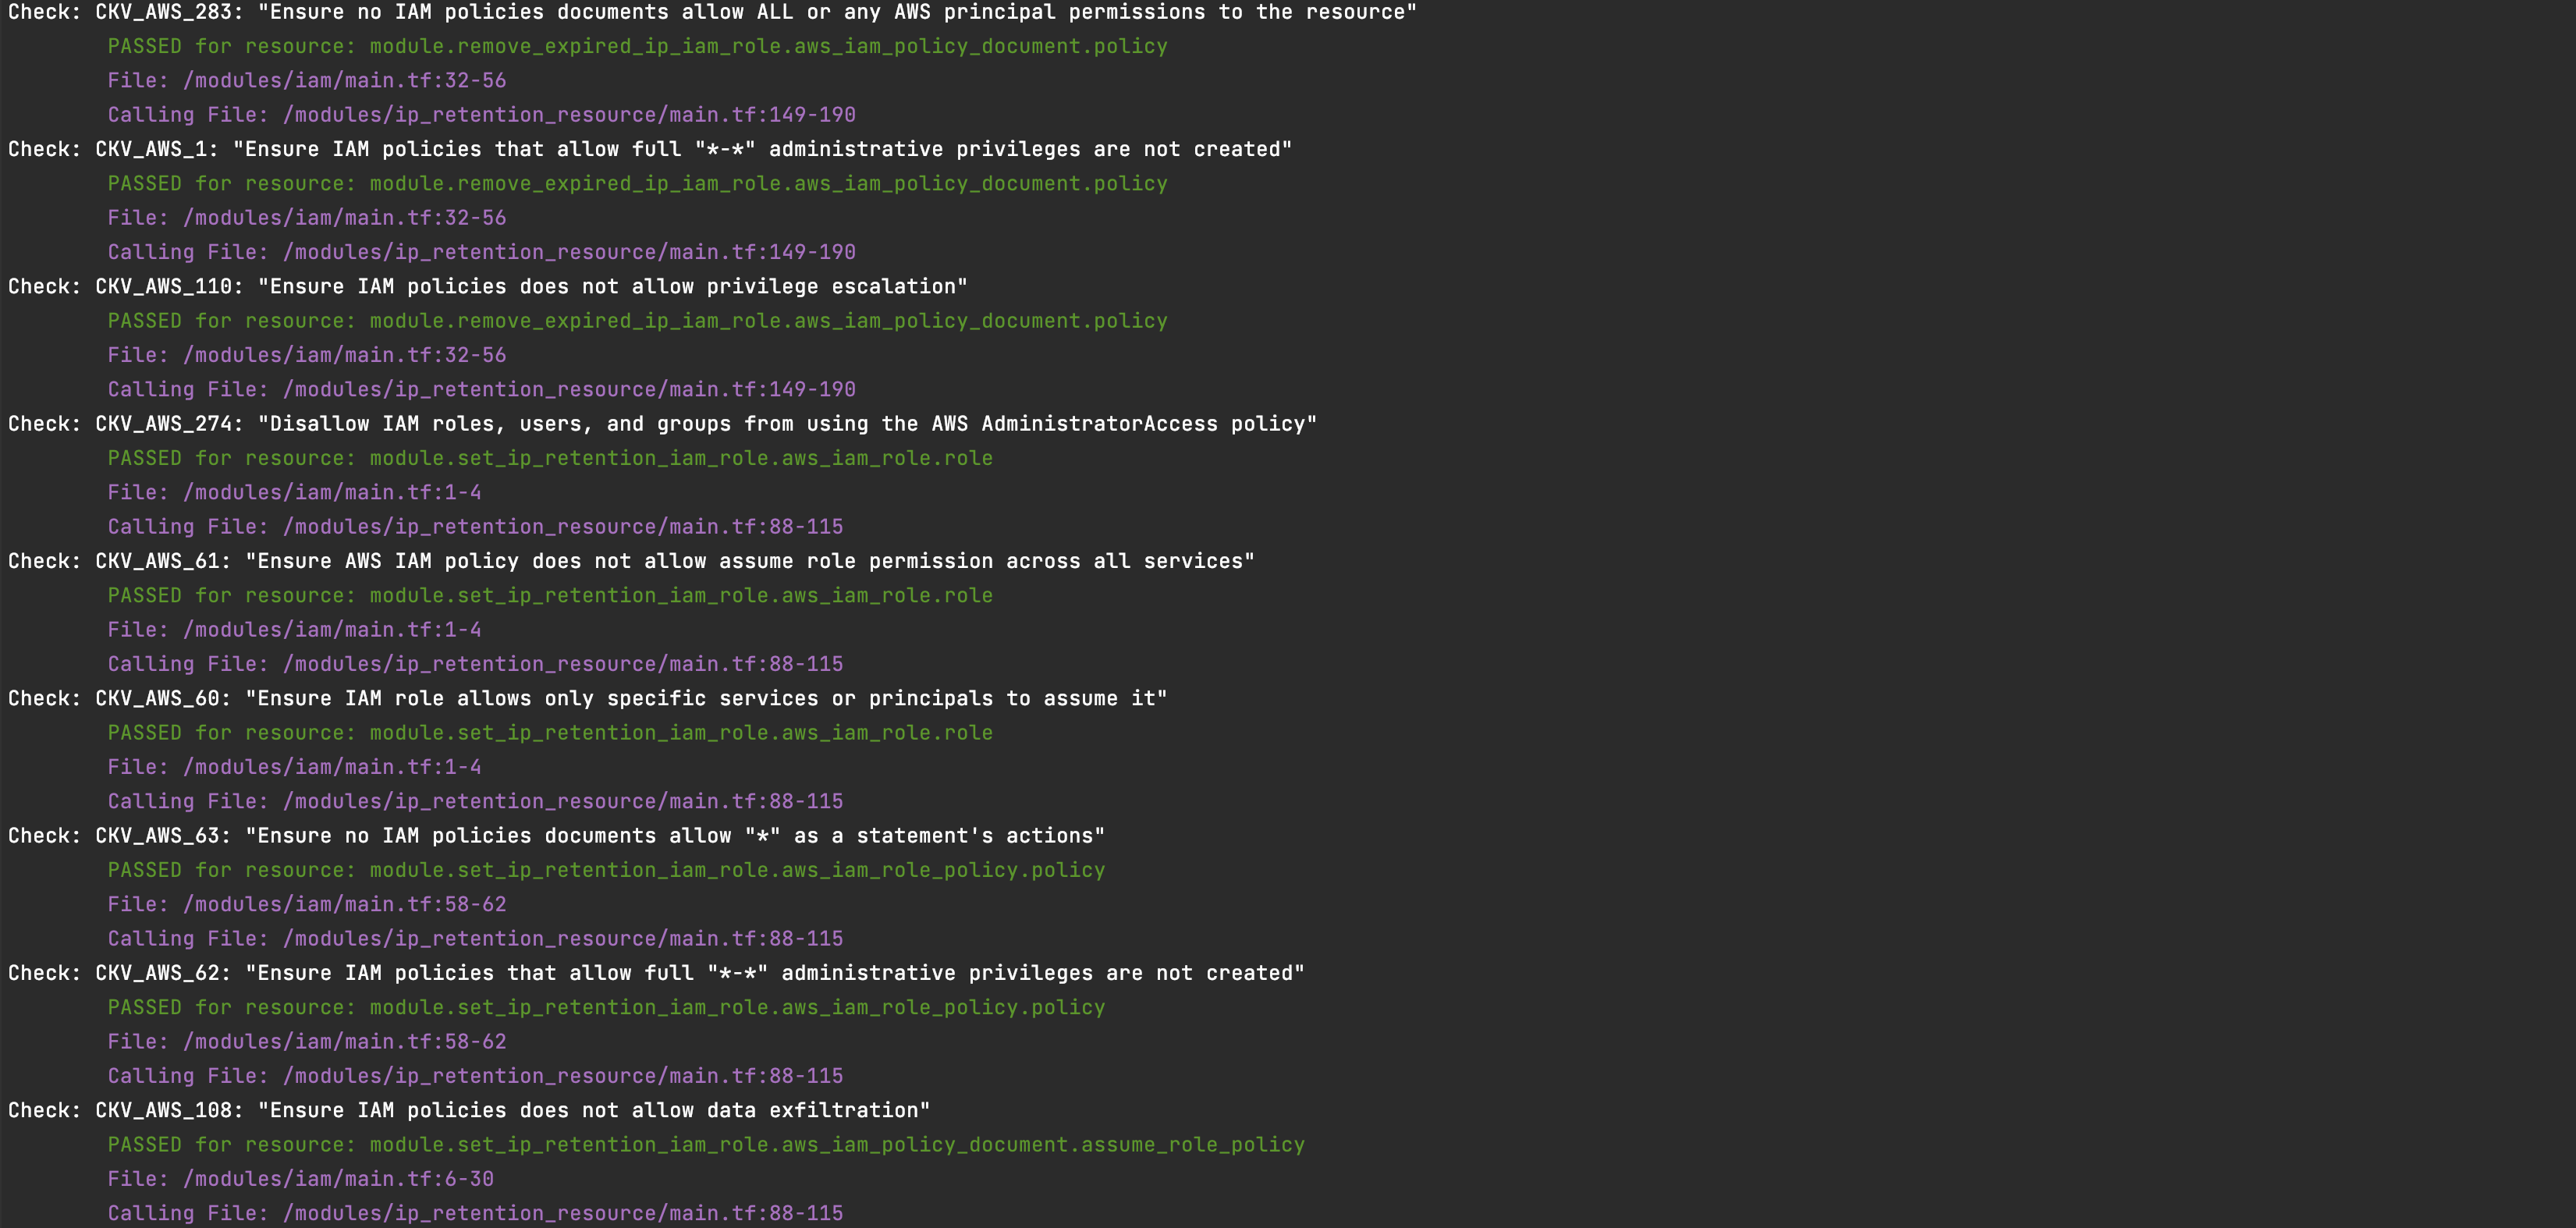 Check: CKV_AWS_283: "Ensure no IAM policies documents allow ALL or any AWS principal permissions to the resource"
PASSED for resource: module.remove_expired_ip_iam_role.aws_iam_policy_document.policy
File: /modules/iam/main.tf:32-56
Calling File: /modules/ip_retention_resource/main.tf:149-190
Check: CKV_AWS_1: "Ensure IAM policies that allow full "*-*" administrative privileges are not created"
PASSED for resource: module.remove_expired_ip_iam_role.aws_iam_policy_document.policy
File: /modules/iam/main.tf:32-56
Calling File: /modules/ip_retention_resource/main.tf:149-190
Check: CKV_AWS_110: "Ensure IAM policies does not allow privilege escalation"
PASSED for resource: module.remove_expired_ip_iam_role.aws_iam_policy_document.policy
File: /modules/iam/main.tf:32-56
Calling File: /modules/ip_retention_resource/main.tf:149-190
Check: CKV_AWS_274: "Disallow IAM roles, users, and groups from using the AWS AdministratorAccess policy"
PASSED for resource: module.set_ip_retention_iam_role.aws_iam_role.role
File: /modules/iam/main.tf:1-4
Calling File: /modules/ip_retention_resource/main.tf:88-115
Check: CKV_AWS_61: "Ensure AWS IAM policy does not allow assume role permission across all services"
PASSED for resource: module.set_ip_retention_iam_role.aws_iam_role.role
File: /modules/iam/main.tf:1-4
Calling File: /modules/ip_retention_resource/main.tf:88-115
Check: CKV_AWS_60: "Ensure IAM role allows only specific services or principals to assume it"
PASSED for resource: module.set_ip_retention_iam_role.aws_iam_role.role
File: /modules/iam/main.tf:1-4
Calling File: /modules/ip_retention_resource/main.tf:88-115
Check: CKV_AWS_63: "Ensure no IAM policies documents allow "*" as a statement's actions"
PASSED for resource: module.set_ip_retention_iam_role.aws_iam_role_policy.policy
File: /modules/iam/main.tf:58-62
Calling File: /modules/ip_retention_resource/main.tf:88-115
Check: CKV_AWS_62: "Ensure IAM policies that allow full "*-*" administrative privileges are not created"
PASSED for resource: module.set_ip_retention_iam_role.aws_iam_role_policy.policy
File: /modules/iam/main.tf:58-62
Calling File: /modules/ip_retention_resource/main.tf:88-115
Check: CKV_AWS_108: "Ensure IAM policies does not allow data exfiltration"
PASSED for resource: module.set_ip_retention_iam_role.aws_iam_policy_document.assume_role_policy
File: /modules/iam/main.tf:6-30
Calling File: /modules/ip_retention_resource/main.tf:88-115